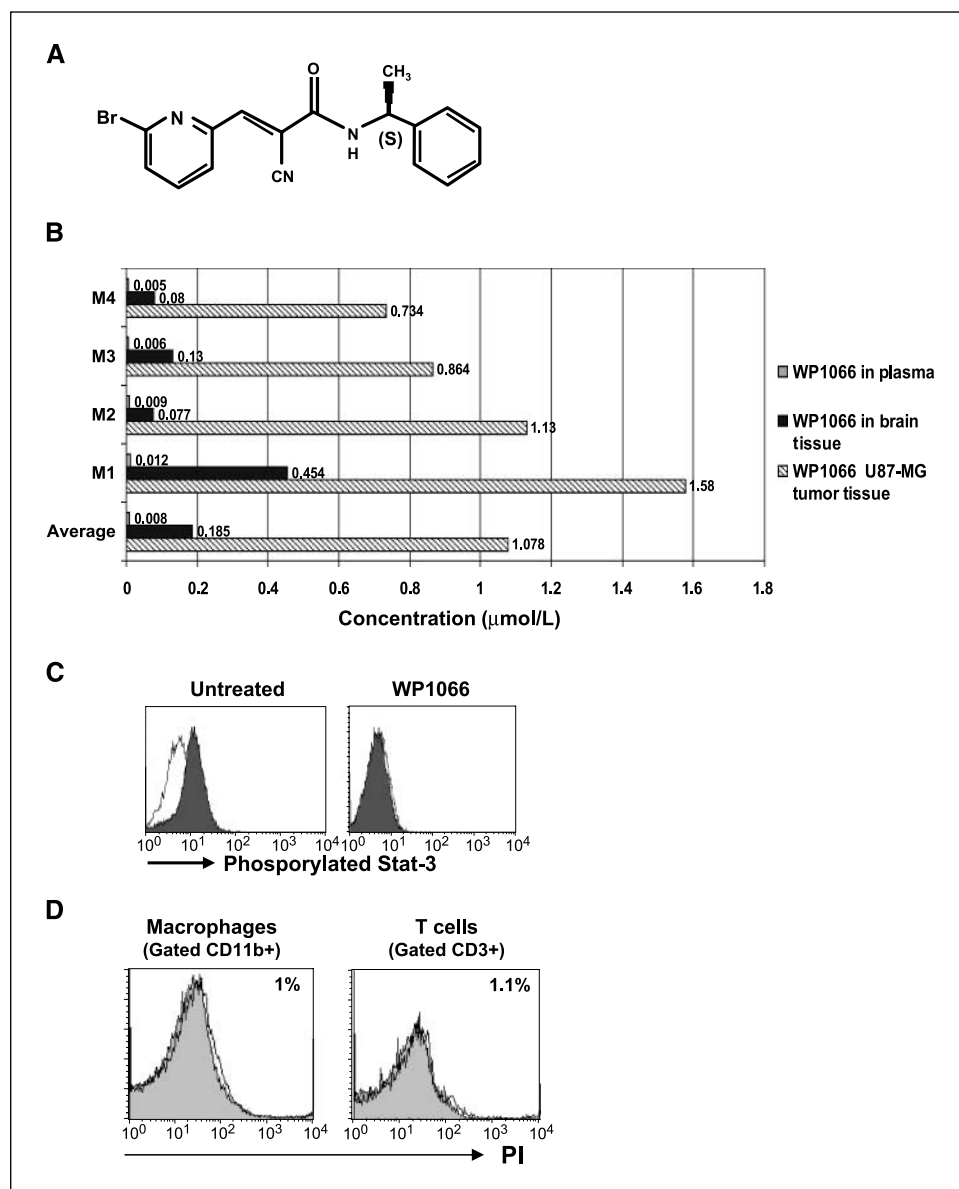 A
Br
N
O
N
H
CH3
(S)
CN
B
M4
0.005
0.08
0.734
M3
0.006
0.13
0.864
M2
0.009
0.077
1.13
M1
0.012
0.454
1.58
Average
0.008
0.185
1.078
0 0.2 0.4 0.6 0.8 1 1.2 1.4 1.6 1.8
Concentration (μmol/L)
WP1066 in plasma
WP1066 in brain
tissue
WP1066 U87-MG
tumor tissue
C
Untreated
WP1066
10^0 10^1 10^2 10^3 10^4
10^0 10^1 10^2 10^3 10^4
Phosporylated Stat-3
D
Macrophages
(Gated CD11b+)
1%
T cells
(Gated CD3+)
1.1%
10^0 10^1 10^2 10^3 10^4
10^0 10^1 10^2 10^3 10^4
PI